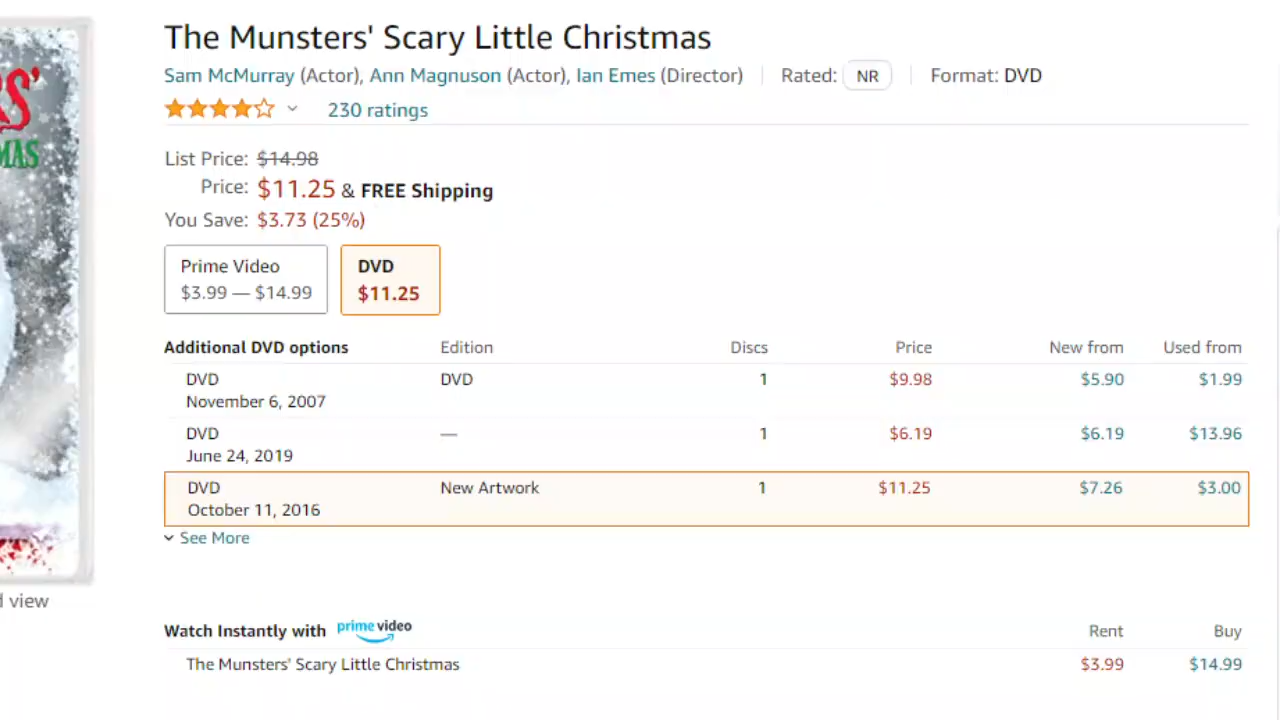 The Munsters' Scary Little Christmas
Sam McMurray (Actor), Ann Magnuson (Actor), Ian Emes (Director) Rated: NR Format: DVD
230 ratings
List Price: $14.98
Price: $11.25 & FREE Shipping
You Save: $3.73 (25%)
Prime Video DVD
$3.99 — $14.99 $11.25
Additional DVD options Edition Discs Price New from Used from
DVD DVD 1 $9.98 $5.90 $1.99
November 6, 2007
DVD — 1 $6.19 $6.19 $13.96
June 24, 2019
DVD New Artwork 1 $11.25 $7.26 $3.00
October 11, 2016
See More
view
Watch Instantly with prime video Rent Buy
The Munsters' Scary Little Christmas $3.99 $14.99